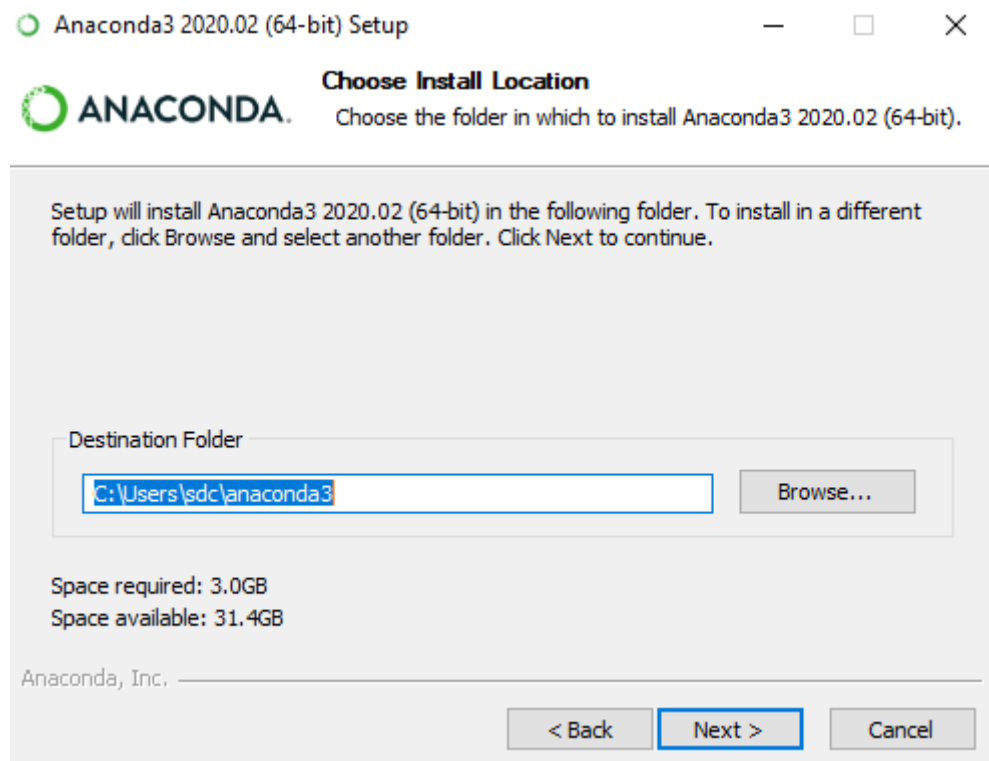 Anaconda3 2020.02 (64-bit) Setup
ANACONDA.
Choose Install Location
Choose the folder in which to install Anaconda3 2020.02 (64-bit).
Setup will install Anaconda3 2020.02 (64-bit) in the following folder. To install in a different
folder, click Browse and select another folder. Click Next to continue.
Destination Folder
C:\Users\sdc\anaconda3
Browse...
Space required: 3.0GB
Space available: 31.4GB
Anaconda, Inc.
< Back
Next >
Cancel